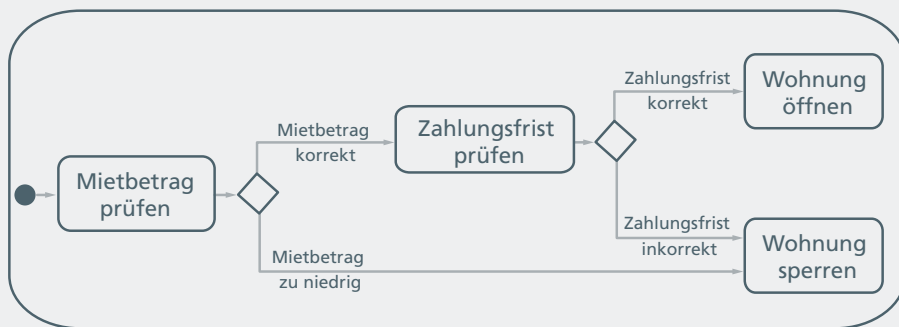 Mietbetrag
prüfen
Mietbetrag
korrekt
Mietbetrag
zu niedrig
Zahlungsfrist
prüfen
Zahlungsfrist
korrekt
Zahlungsfrist
inkorrekt
Wohnung
öffnen
Wohnung
sperren